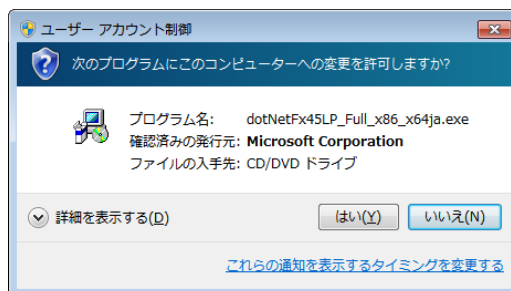 ユーザー アカウント制御
次のプログラムにこのコンピューターへの変更を許可しますか?
プログラム名: dotNetFx45LP_Full_x86_x64ja.exe
確認済みの発行元: Microsoft Corporation
ファイルの入手先: CD/DVD ドライブ
詳細を表示する(D) はい(Y) いいえ(N)
これらの通知を表示するタイミングを変更する